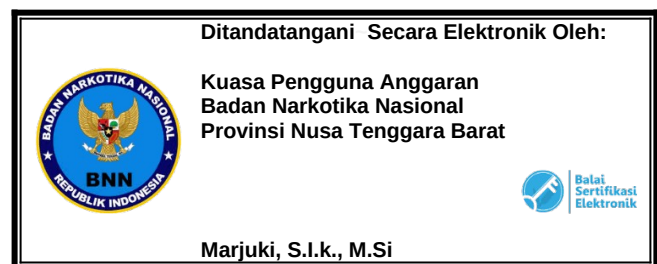 Ditandatangani Secara Elektronik Oleh:
Kuasa Pengguna Anggaran
Badan Narkotika Nasional
Provinsi Nusa Tenggara Barat
BADAN NARKOTIKA NASIONAL
BNN
REPUBLIK INDONESIA
Balai
Sertifikasi
Elektronik
Marjuki, S.I.k., M.Si